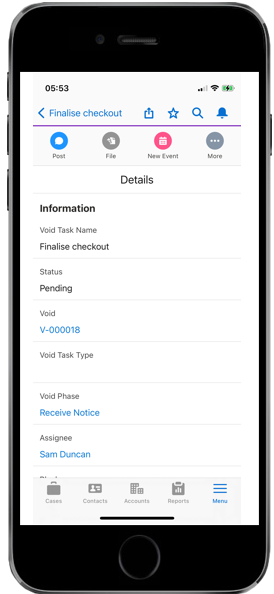 05:53
Finalise checkout
Post File New Event More
Details
Information
Void Task Name
Finalise checkout
Status
Pending
Void
V-000018
Void Task Type
Void Phase
Receive Notice
Assignee
Sam Duncan
Cases Contacts Accounts Reports Menu